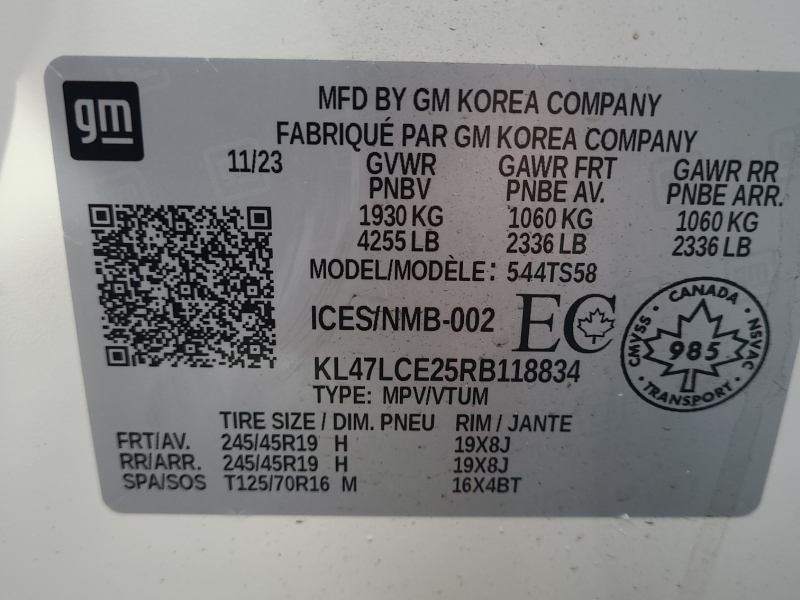 gm
MFD BY GM KOREA COMPANY
FABRIQUÉ PAR GM KOREA COMPANY
11/23 GVWR GAWR FRT GAWR RR
PNBV PNBE AV. PNBE ARR.
1930 KG 1060 KG 1060 KG
4255 LB 2336 LB 2336 LB
MODEL/MODÈLE: 544TS58
ICES/NMB-002 EC
CANADA
CMVSS 985 NSVAC
TRANSPORT
KL47LCE25RB118834
TYPE: MPV/VTUM
TIRE SIZE / DIM. PNEU RIM / JANTE
FRT/AV. 245/45R19 H 19X8J
RR/ARR. 245/45R19 H 19X8J
SPA/SOS T125/70R16 M 16X4BT